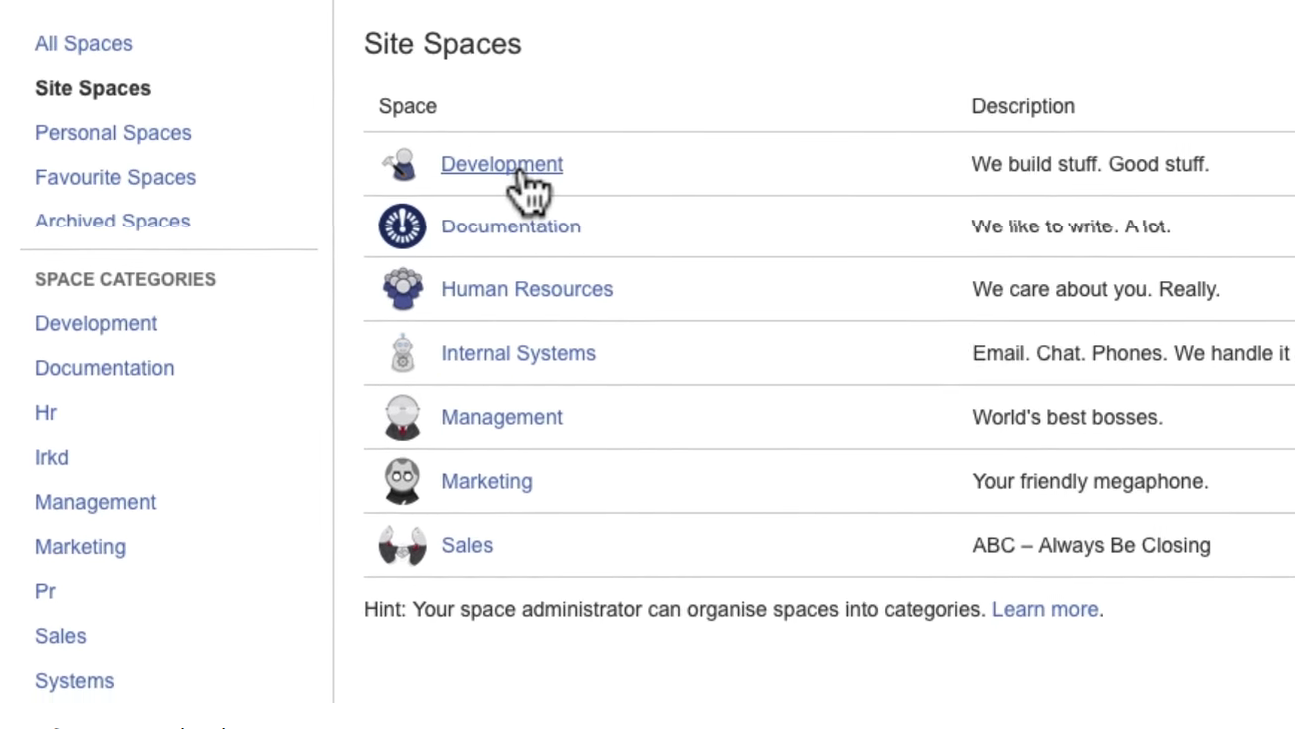 All Spaces
Site Spaces
Personal Spaces
Favourite Spaces
Archived Spaces
SPACE CATEGORIES
Development
Documentation
Hr
Irkd
Management
Marketing
Pr
Sales
Systems
Site Spaces
Space Description
Development We build stuff. Good stuff.
Documentation We like to write. A lot.
Human Resources We care about you. Really.
Internal Systems Email. Chat. Phones. We handle it
Management World's best bosses.
Marketing Your friendly megaphone.
Sales ABC – Always Be Closing
Hint: Your space administrator can organise spaces into categories. Learn more.